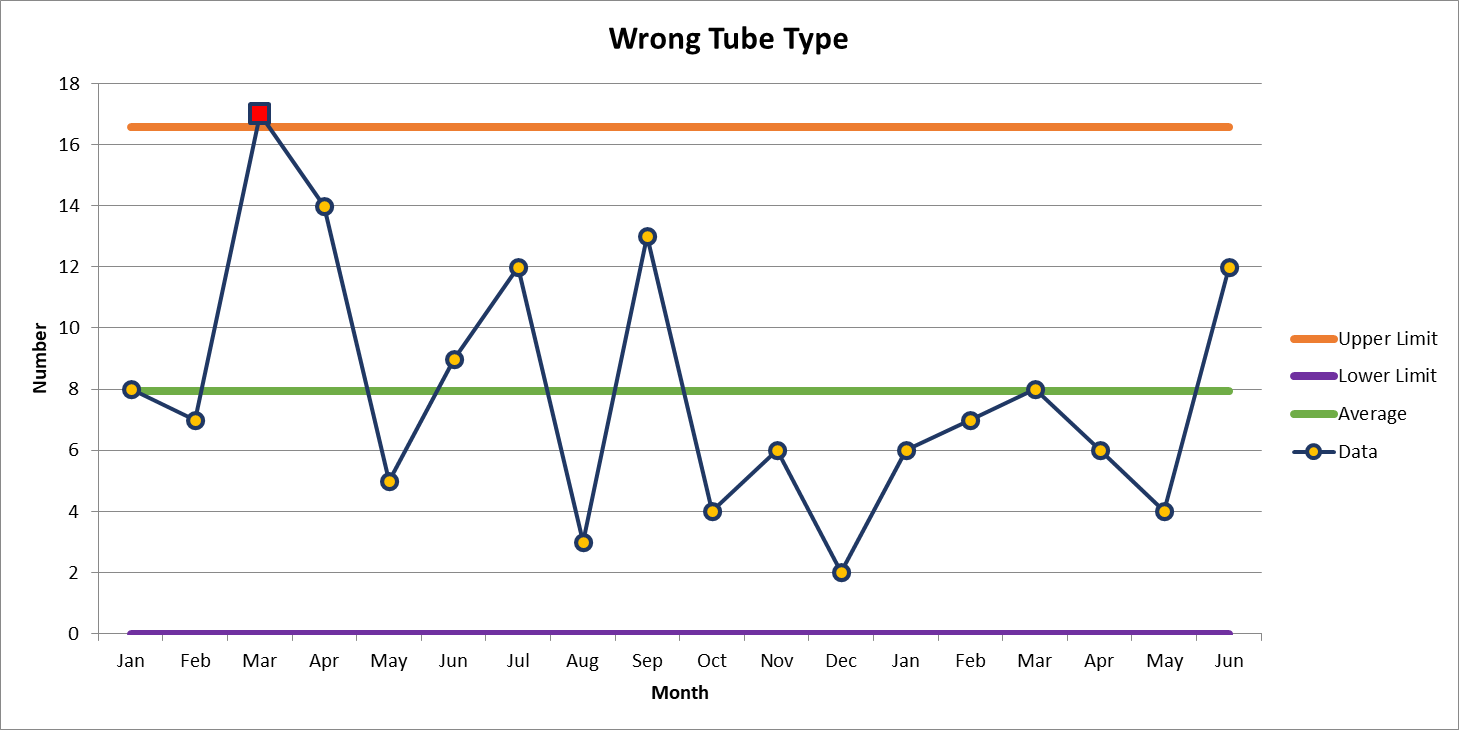 Wrong Tube Type
18
16
14
12
10
8
6
4
2
0
Number
Jan Feb Mar Apr May Jun Jul Aug Sep Oct Nov Dec Jan Feb Mar Apr May Jun
Month
Upper Limit
Lower Limit
Average
Data